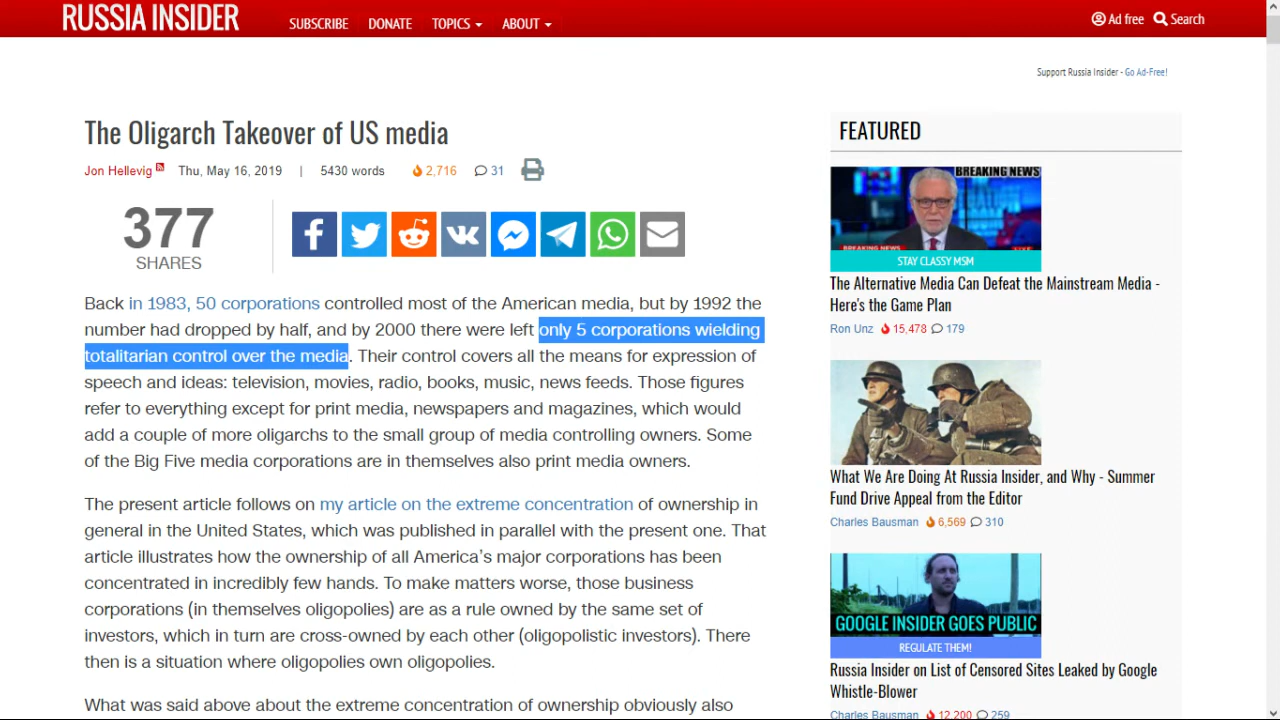 RUSSIA INSIDER
SUBSCRIBE DONATE TOPICS ABOUT
Ad free Search
Support Russia Insider - Go Ad-Free!
The Oligarch Takeover of US media
Jon Hellevig Thu, May 16, 2019 | 5430 words 2,716 31
377
SHARES
Back in 1983, 50 corporations controlled most of the American media, but by 1992 the
number had dropped by half, and by 2000 there were left only 5 corporations wielding
totalitarian control over the media. Their control covers all the means for expression of
speech and ideas: television, movies, radio, books, music, news feeds. Those figures
refer to everything except for print media, newspapers and magazines, which would
add a couple of more oligarchs to the small group of media controlling owners. Some
of the Big Five media corporations are in themselves also print media owners.
The present article follows on my article on the extreme concentration of ownership in
general in the United States, which was published in parallel with the present one. That
article illustrates how the ownership of all America's major corporations has been
concentrated in incredibly few hands. To make matters worse, those business
corporations (in themselves oligopolies) are as a rule owned by the same set of
investors, which in turn are cross-owned by each other (oligopolistic investors). There
then is a situation where oligopolies own oligopolies.
What was said above about the extreme concentration of ownership obviously also
FEATURED
BREAKING NEWS
BREAKING NEWS
STAY CLASSY MSM
The Alternative Media Can Defeat the Mainstream Media -
Here's the Game Plan
Ron Unz 15,478 179
What We Are Doing At Russia Insider, and Why - Summer
Fund Drive Appeal from the Editor
Charles Bausman 6,569 310
GOOGLE INSIDER GOES PUBLIC
REGULATE THEM!
Russia Insider on List of Censored Sites Leaked by Google
Whistle-Blower
Charles Bausman 12,200 259